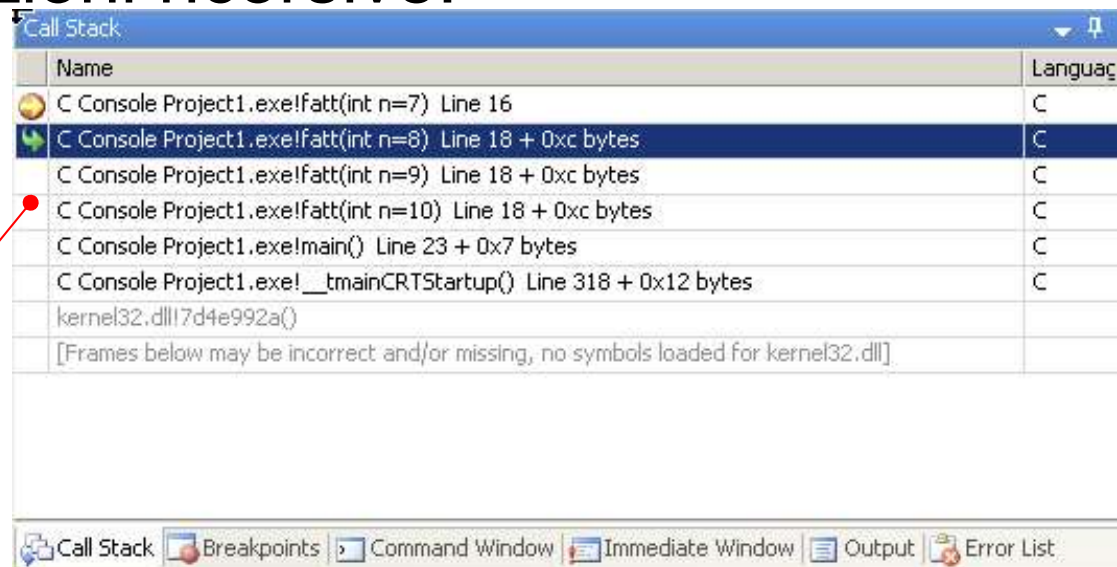 Call Stack
Name Languag
C Console Project1.exe!fatt(int n=7) Line 16 C
C Console Project1.exe!fatt(int n=8) Line 18 + 0xc bytes C
C Console Project1.exe!fatt(int n=9) Line 18 + 0xc bytes C
C Console Project1.exe!fatt(int n=10) Line 18 + 0xc bytes C
C Console Project1.exe!main() Line 23 + 0x7 bytes C
C Console Project1.exe!__tmainCRTStartup() Line 318 + 0x12 bytes C
kernel32.dll!7d4e992a()
[Frames below may be incorrect and/or missing, no symbols loaded for kernel32.dll]
Call Stack Breakpoints Command Window Immediate Window Output Error List